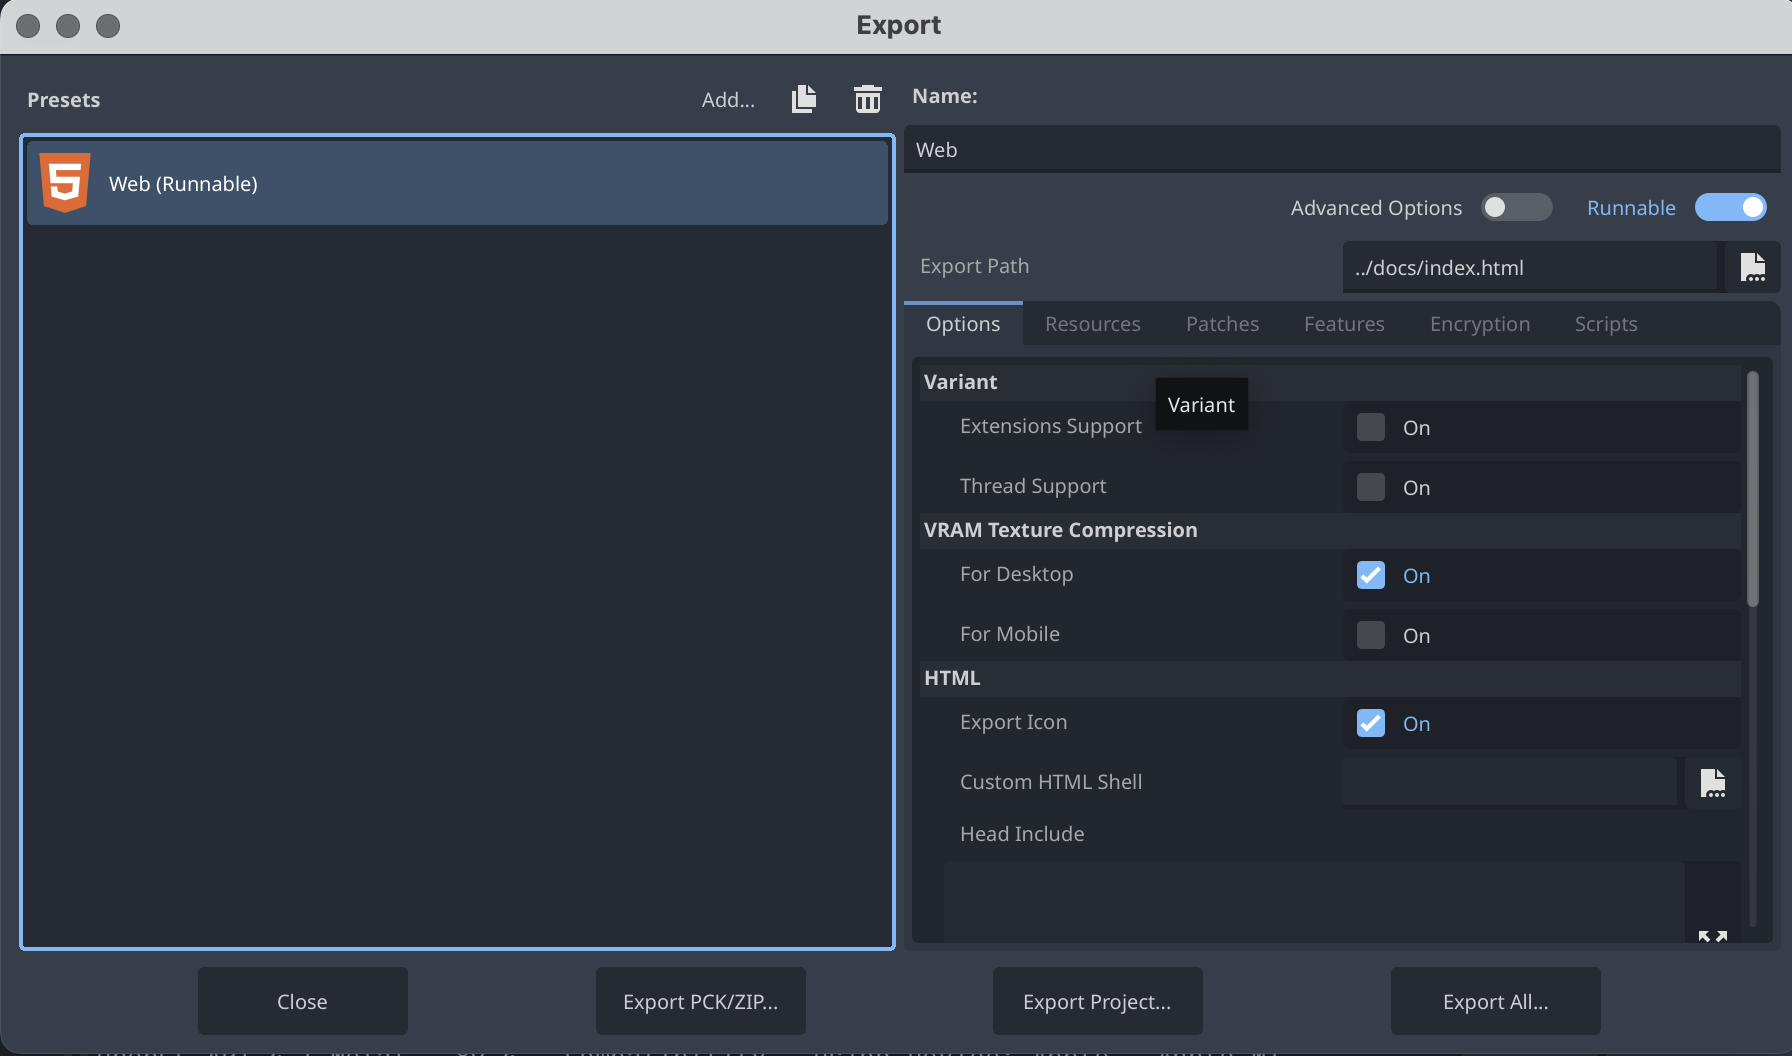 Export
Presets
Add...
Web (Runnable)
Name:
Web
Advanced Options
Runnable
Export Path
../docs/index.html
Options
Resources
Patches
Features
Encryption
Scripts
Variant
Variant
Extensions Support
On
Thread Support
On
VRAM Texture Compression
For Desktop
On
For Mobile
On
HTML
Export Icon
On
Custom HTML Shell
Head Include
Close
Export PCK/ZIP...
Export Project...
Export All...